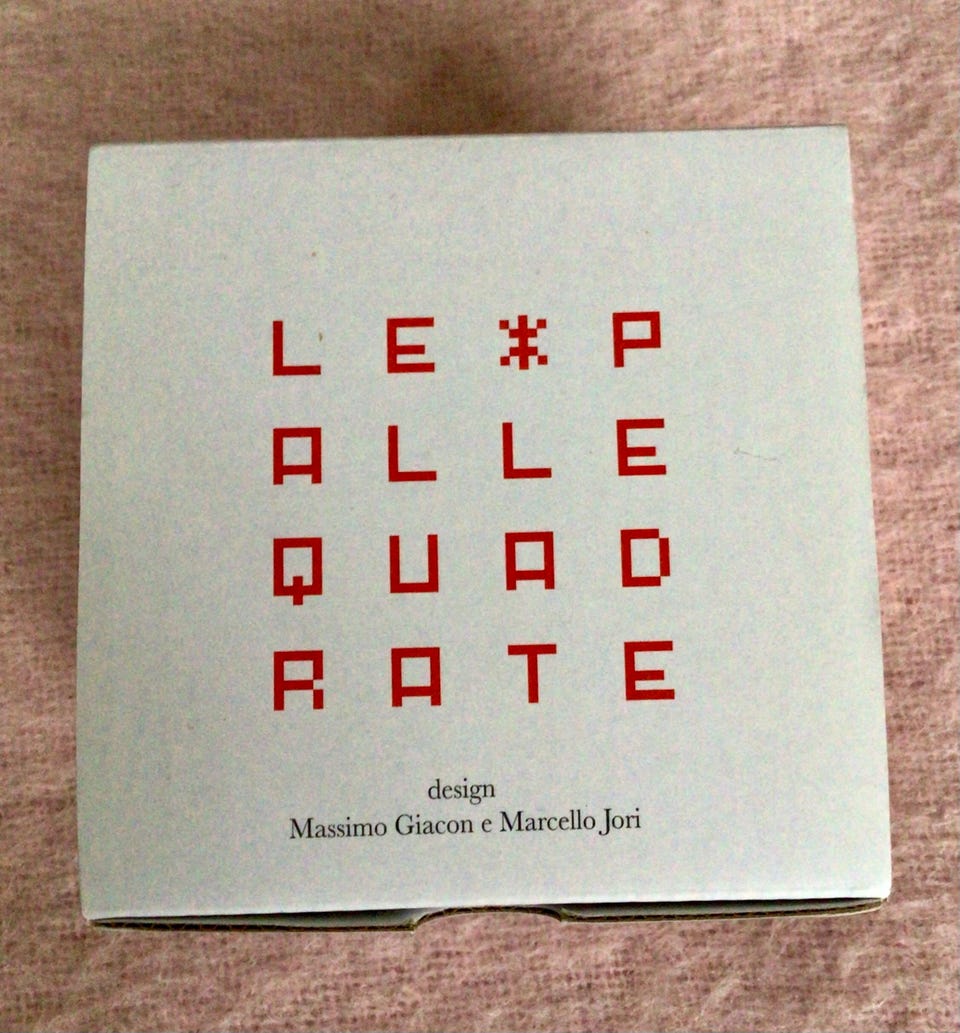 LE*P
ALLE
QUAD
RATE
design
Massimo Giacon e Marcello Jori